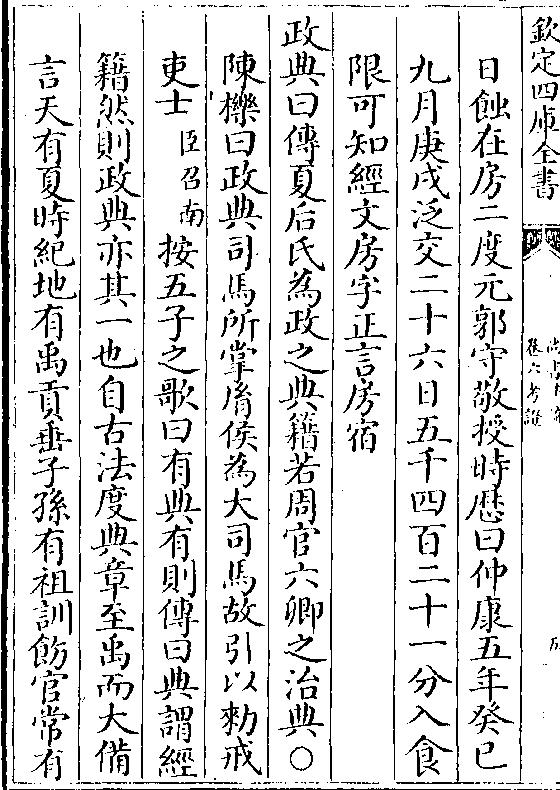 欽定四庫全書
卷六考證
日蝕在房二度元郭守敬授時厯曰仲康五年癸巳
九月庚戌泛交二十六日五千四百二十一分入食
限可知經文房字正言房宿
政典曰傳夏后氏為政之典籍若周官六卿之治典○
陳櫟曰政典司馬所掌胤侯為大司馬故引以勑戒
吏士臣召南按五子之歌曰有典有則傳曰典謂經
籍然則政典亦其一也自古法度典章至禹而大備
言天有夏時紀地有禹貢垂子孫有祖訓飭官常有